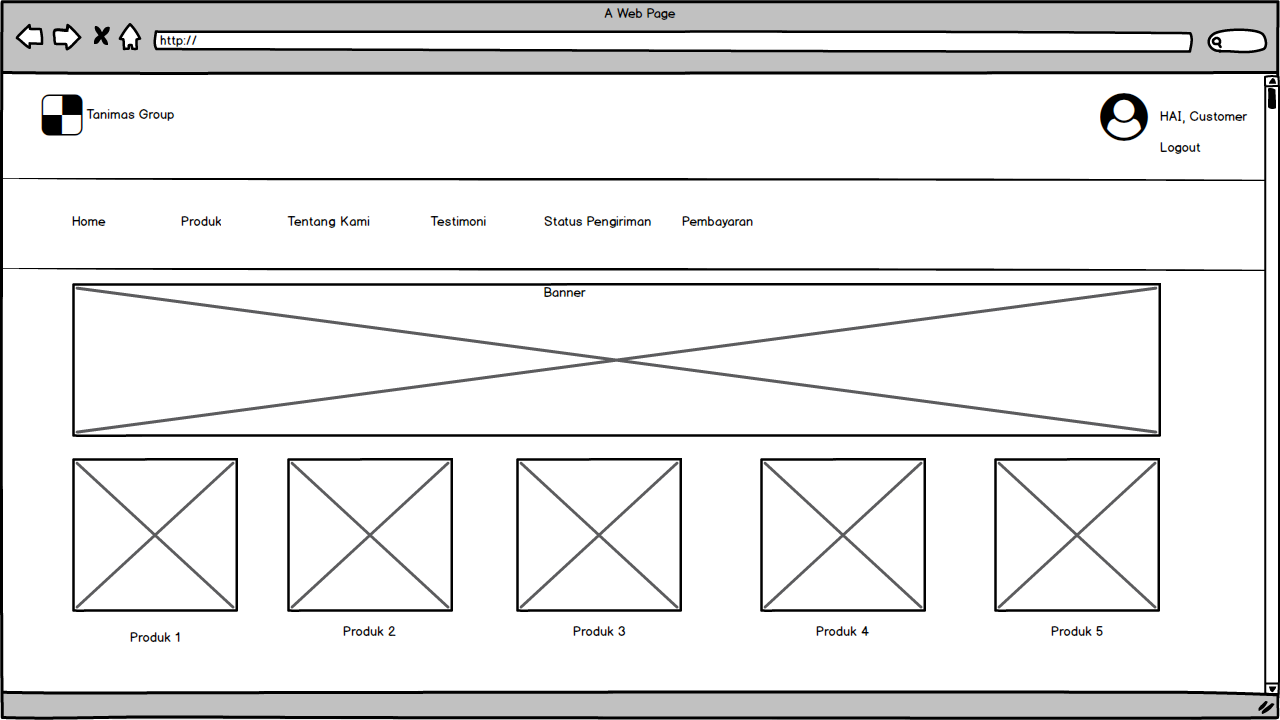 A Web Page
http://
Tanimas Group
HAI, Customer
Logout
Home Produk Tentang Kami Testimoni Status Pengiriman Pembayaran
Banner
Produk 1 Produk 2 Produk 3 Produk 4 Produk 5